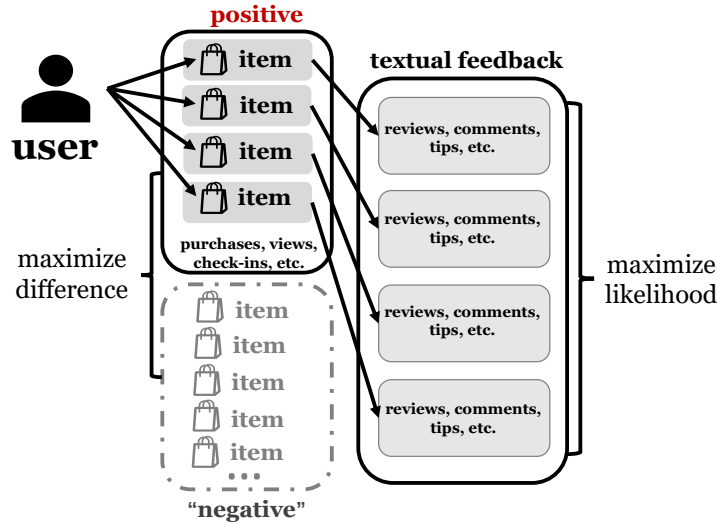 positive
item
item
item
item
purchases, views,
check-ins, etc.
user
maximize
difference
item
item
item
item
item
...
“negative”
textual feedback
reviews, comments,
tips, etc.
reviews, comments,
tips, etc.
reviews, comments,
tips, etc.
reviews, comments,
tips, etc.
maximize
likelihood